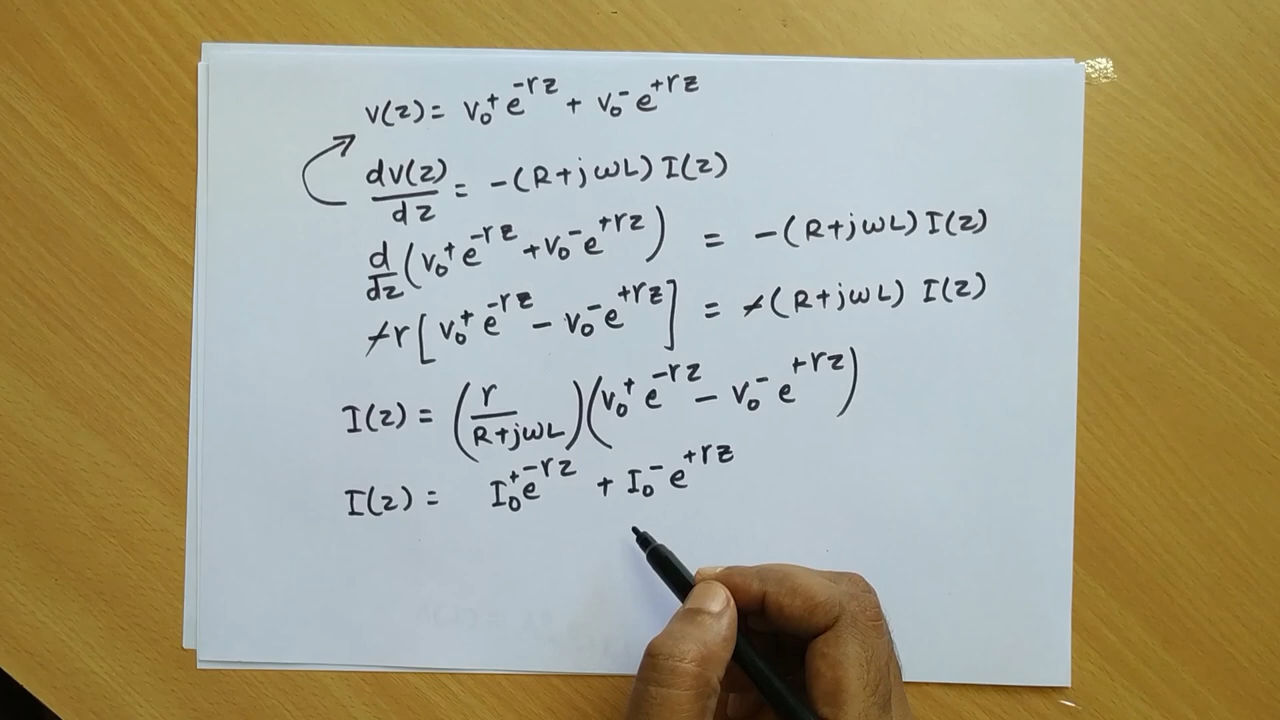 V(z) = V₀⁺e^{-rz} + V₀⁻e^{+rz}
dV(z)/dz = -(R+jωL) I(z)
d/dz (V₀⁺e^{-rz} + V₀⁻e^{+rz}) = -(R+jωL) I(z)
-r[V₀⁺e^{-rz} - V₀⁻e^{+rz}] = -(R+jωL) I(z)
I(z) = (r/R+jωL)(V₀⁺e^{-rz} - V₀⁻e^{+rz})
I(z) = I₀⁺e^{-rz} + I₀⁻e^{+rz}